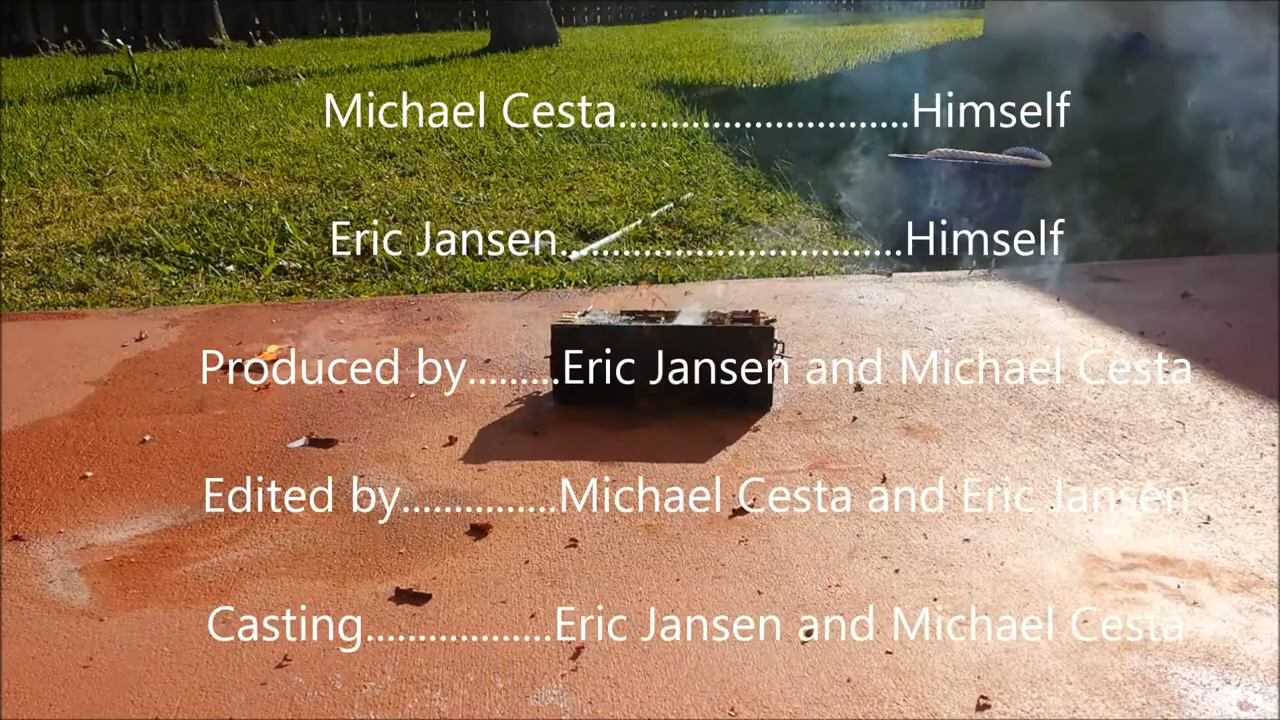 Michael Cesta...........................Himself
Eric Jansen................................Himself
Produced by.........Eric Jansen and Michael Cesta
Edited by..............Michael Cesta and Eric Jansen
Casting..................Eric Jansen and Michael Cesta